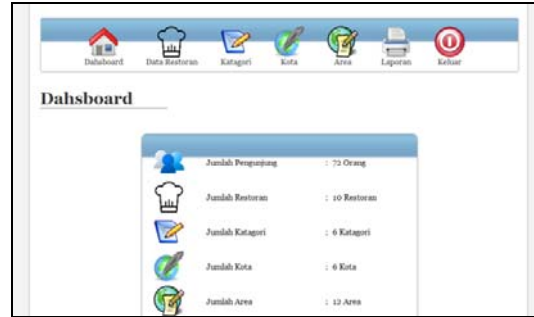 Dahsboard Data Restoran Katagori Kota Area Laporan Keluar
Dahsboard
Jumlah Pengunjung : 72 Orang
Jumlah Restoran : 10 Restoran
Jumlah Katagori : 6 Katagori
Jumlah Kota : 6 Kota
Jumlah Area : 12 Area